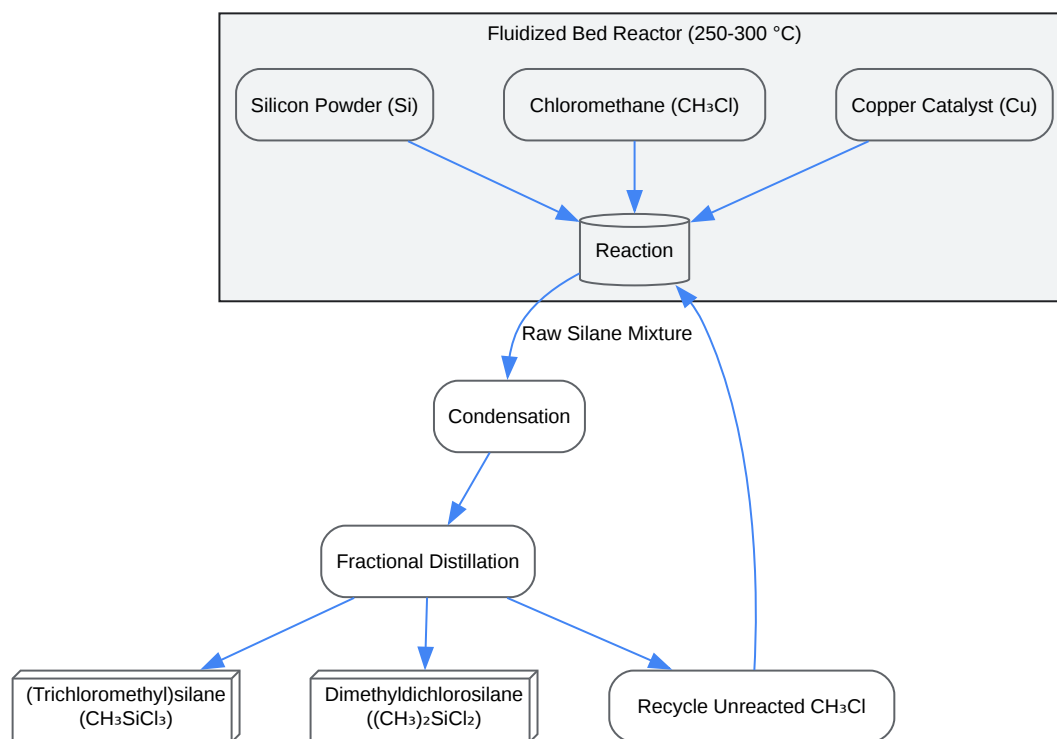 Fluidized Bed Reactor (250-300 °C)
Silicon Powder (Si)
Chloromethane (CH₃Cl)
Copper Catalyst (Cu)
Reaction
Raw Silane Mixture
Condensation
Fractional Distillation
(Trichloromethyl)silane
(CH₃SiCl₃)
Dimethyldichlorosilane
((CH₃)₂SiCl₂)
Recycle Unreacted CH₃Cl